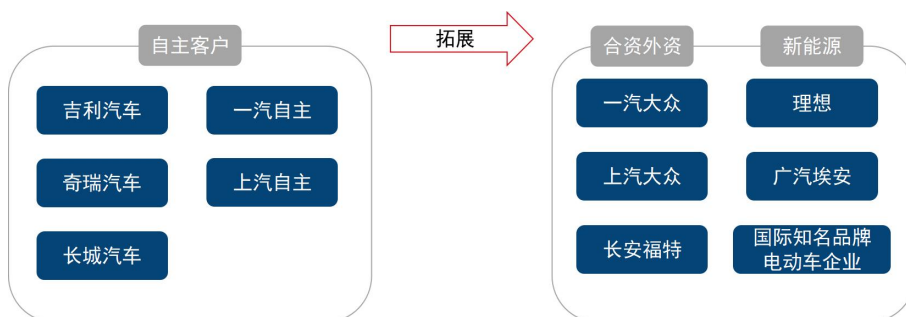 自主客户
拓展
合资外资
新能源
吉利汽车
一汽自主
一汽大众
理想
奇瑞汽车
上汽自主
上汽大众
广汽埃安
长城汽车
长安福特
国际知名品牌
电动车企业